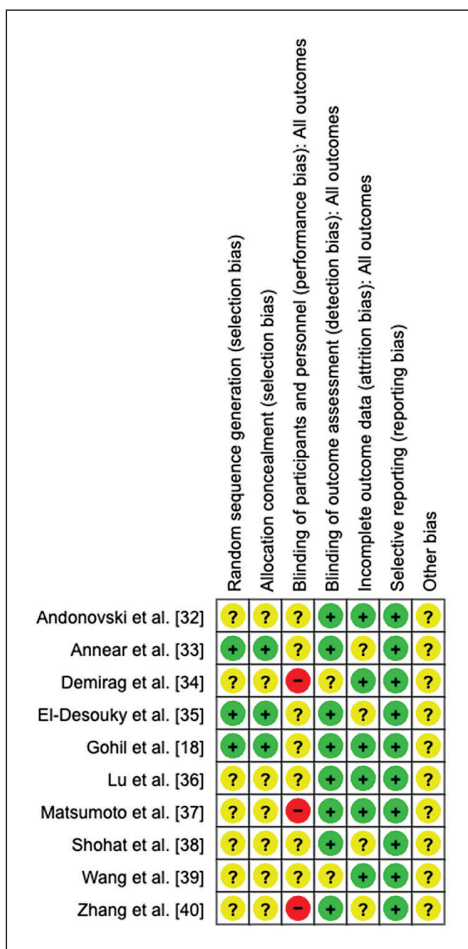 Random sequence generation (selection bias)
Allocation concealment (selection bias)
Blinding of participants and personnel (performance bias): All outcomes
Blinding of outcome assessment (detection bias): All outcomes
Incomplete outcome data (attrition bias): All outcomes
Selective reporting (reporting bias)
Other bias
Andonovski et al. [32] ? ? ? + + + ?
Annear et al. [33] + + ? + ? + ?
Demirag et al. [34] ? ? - ? + + ?
El-Desouky et al. [35] + + ? + ? + ?
Gohil et al. [18] + + ? + + + ?
Lu et al. [36] ? ? ? + + + ?
Matsumoto et al. [37] ? ? - + + + ?
Shohat et al. [38] ? ? ? + ? + ?
Wang et al. [39] ? ? ? ? + + ?
Zhang et al. [40] ? ? - + ? + ?